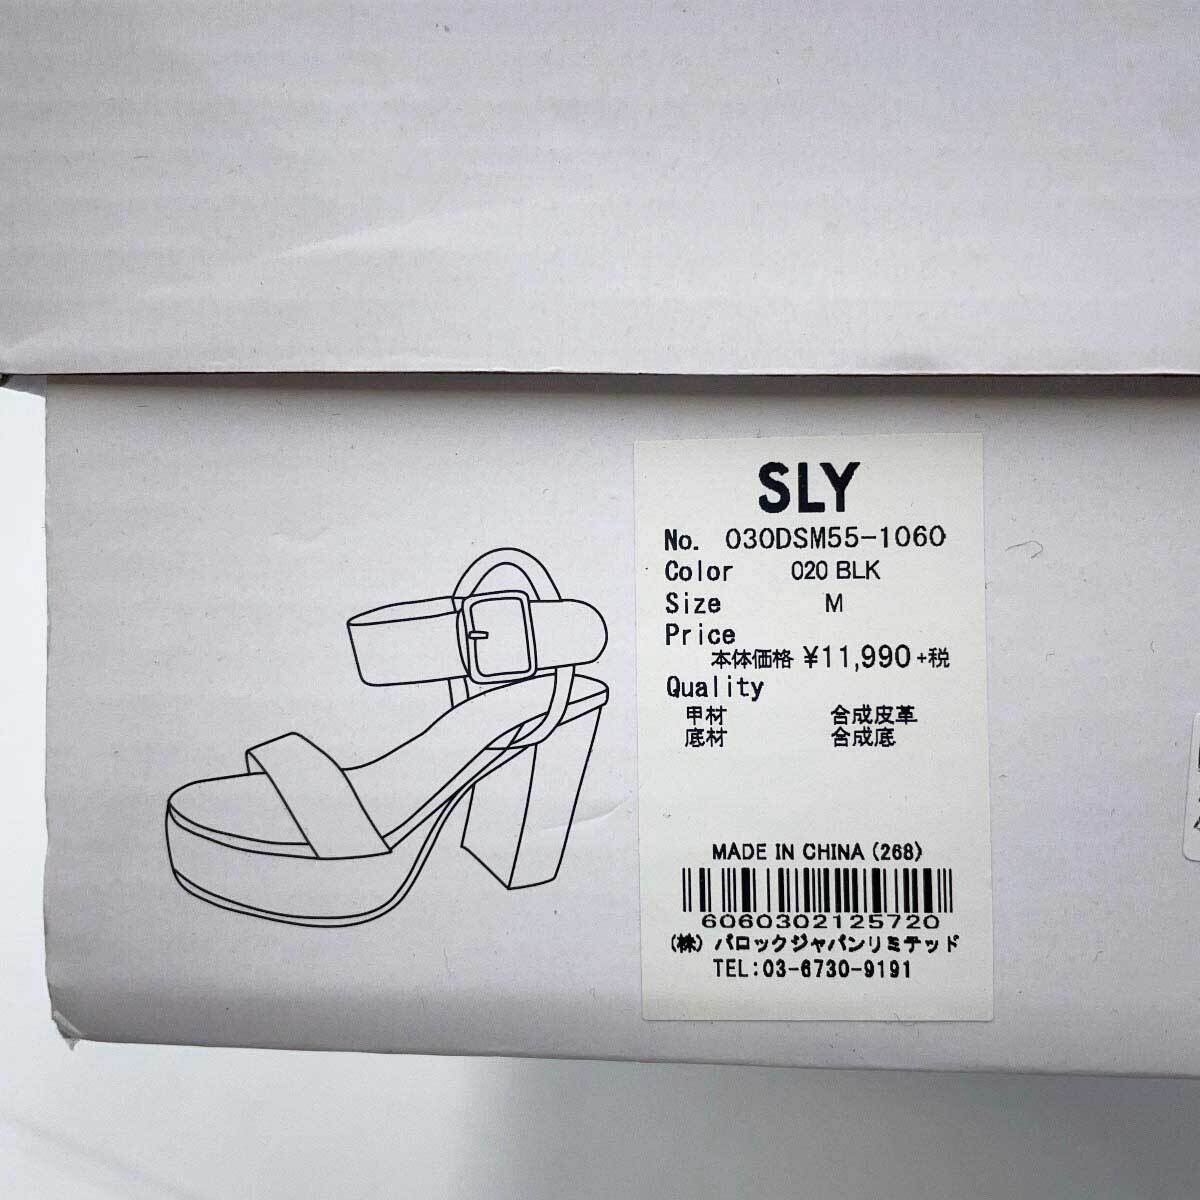 SLY
No. 030DSM55-1060
Color 020 BLK
Size M
Price
本体価格 ¥11,990+税
Quality
甲材 合成皮革
底材 合成底
MADE IN CHINA (268)
6060302125720
(株) バロックジャパンリミテッド
TEL:03-6730-9191